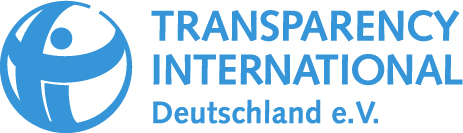 TRANSPARENCY
INTERNATIONAL
Deutschland e.V.